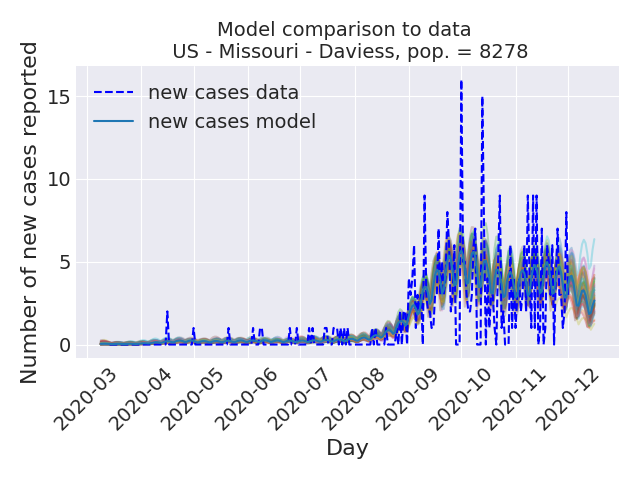 Model comparison to data
US - Missouri - Daviess, pop. = 8278
Number of new cases reported
15
10
5
0
new cases data
new cases model
2020-03
2020-04
2020-05
2020-06
2020-07
2020-08
2020-09
2020-10
2020-11
2020-12
Day